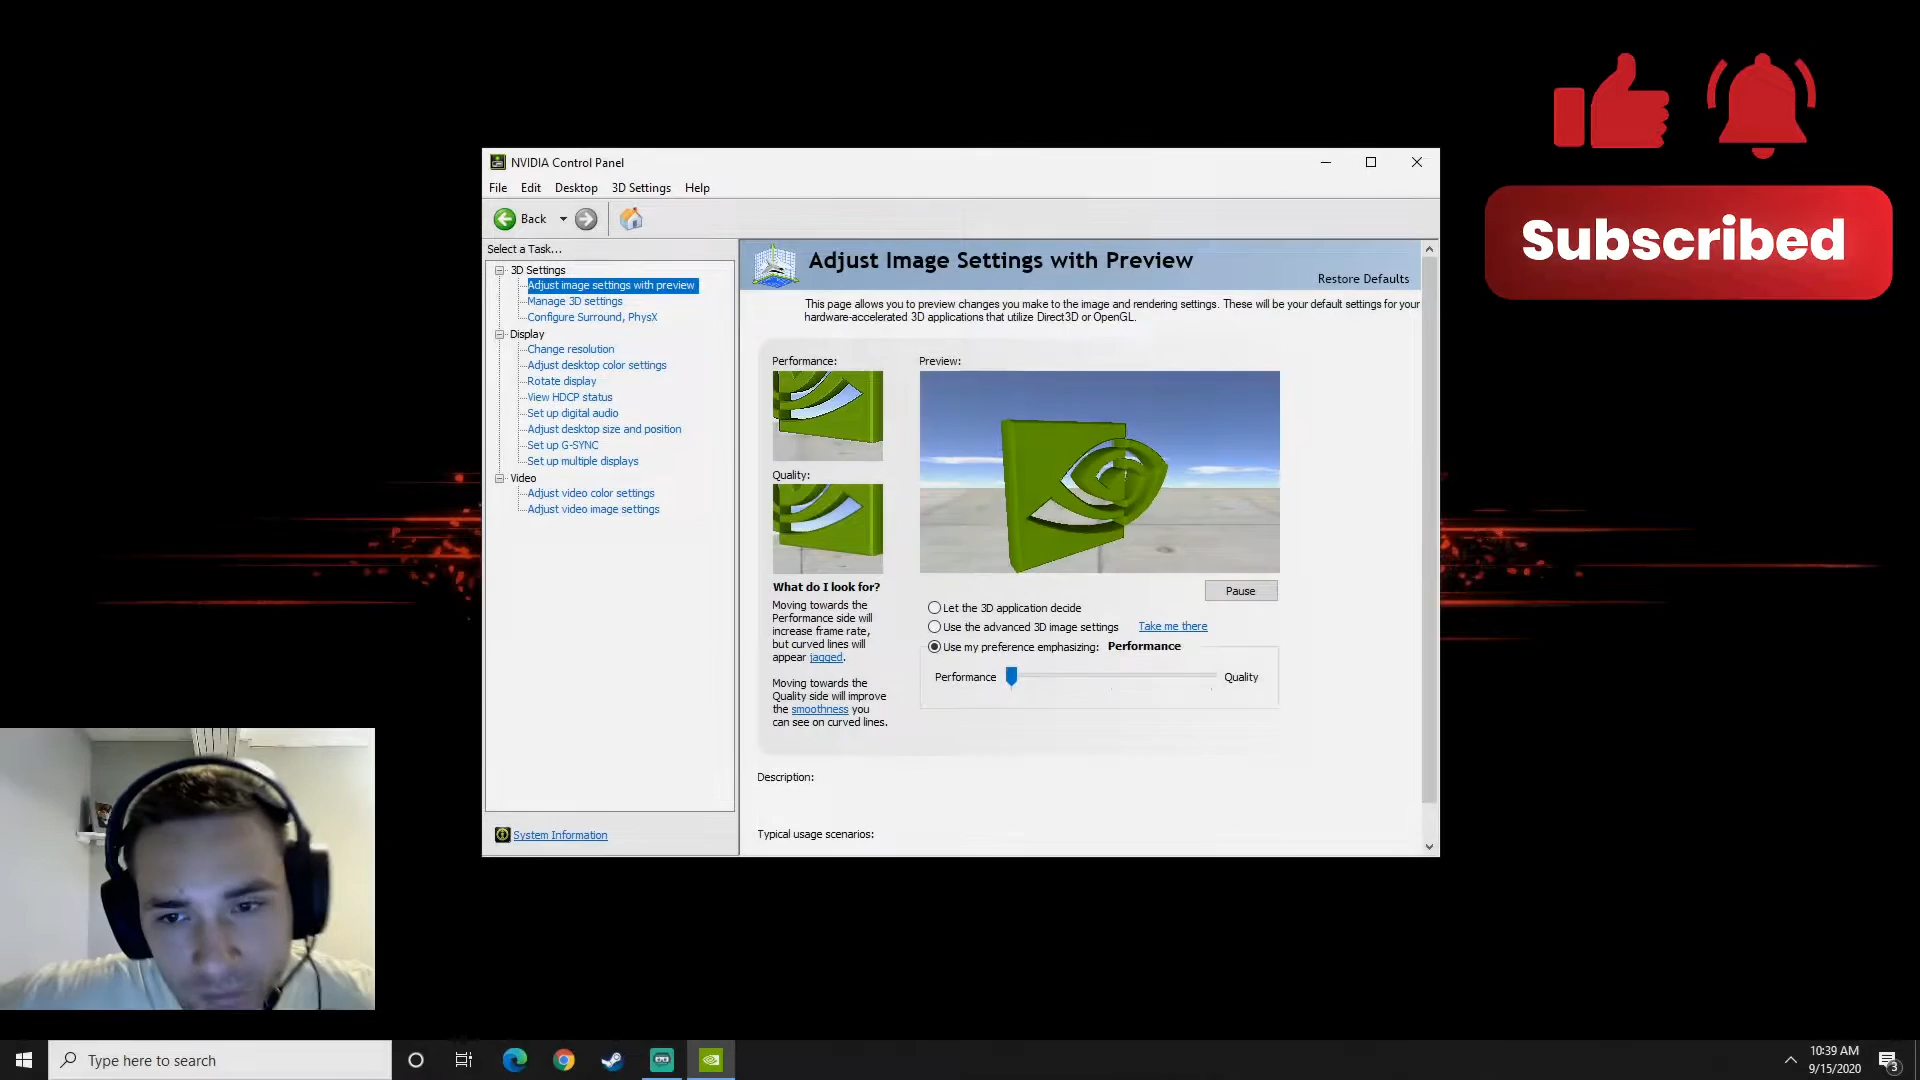 Subscribed
NVIDIA Control Panel
File Edit Desktop 3D Settings Help
Back
Select a Task...
3D Settings
Adjust image settings with preview
Manage 3D settings
Configure Surround, PhysX
Display
Change resolution
Adjust desktop color settings
Rotate display
View HDCP status
Set up digital audio
Adjust desktop size and position
Set up G-SYNC
Set up multiple displays
Video
Adjust video color settings
Adjust video image settings
System Information
Adjust Image Settings with Preview
Restore Defaults
This page allows you to preview changes you make to the image and rendering settings. These will be your default settings for your
hardware-accelerated 3D applications that utilize Direct3D or OpenGL.
Performance:
Quality:
What do I look for?
Moving towards the
Performance side will
increase frame rate,
but curved lines will
appear jagged.
Moving towards the
Quality side will improve
the smoothness you
can see on curved lines.
Preview:
Pause
Let the 3D application decide
Use the advanced 3D image settings Take me there
Use my preference emphasizing: Performance
Performance Quality
Description:
Typical usage scenarios:
Type here to search
10:39 AM
9/15/2020
3